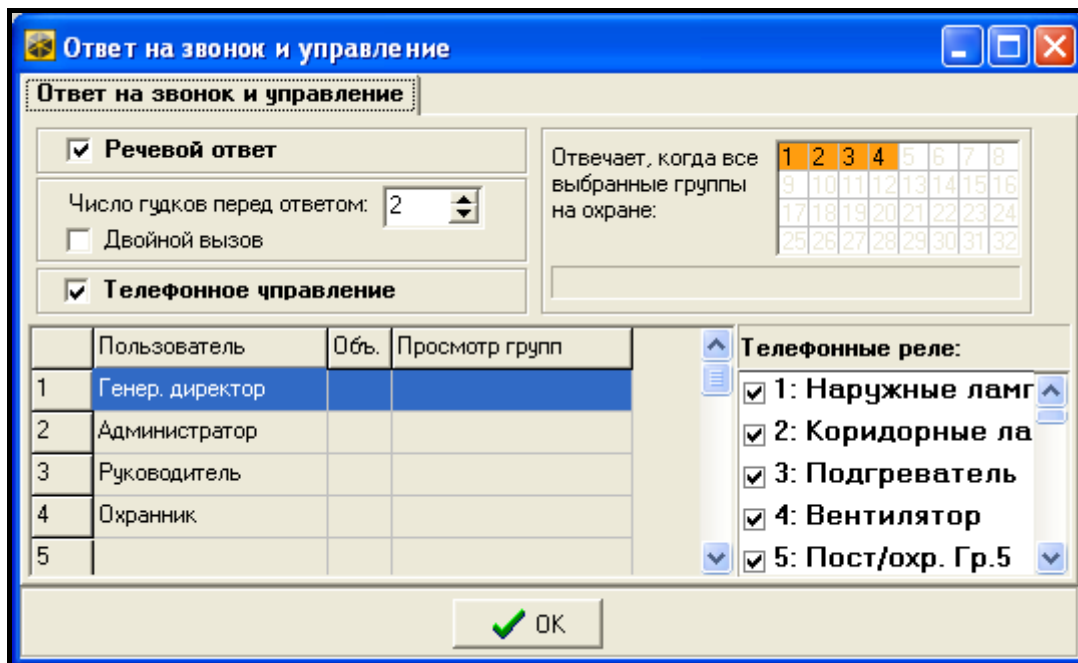 Ответ на звонок и управление
Ответ на звонок и управление
Речевой ответ
Число гудков перед ответом: 2
Двойной вызов
Телефонное управление
Отвечает, когда все
выбранные группы
на охране:
1 2 3 4 5 6 7 8
9 10 11 12 13 14 15 16
17 18 19 20 21 22 23 24
25 26 27 28 29 30 31 32
Пользователь Объ. Просмотр групп
1 Генер. директор
2 Администратор
3 Руководитель
4 Охранник
5
Телефонные реле:
1: Наружные ламп
2: Коридорные ла
3: Подгреватель
4: Вентилятор
5: Пост/охр. Гр.5
OK